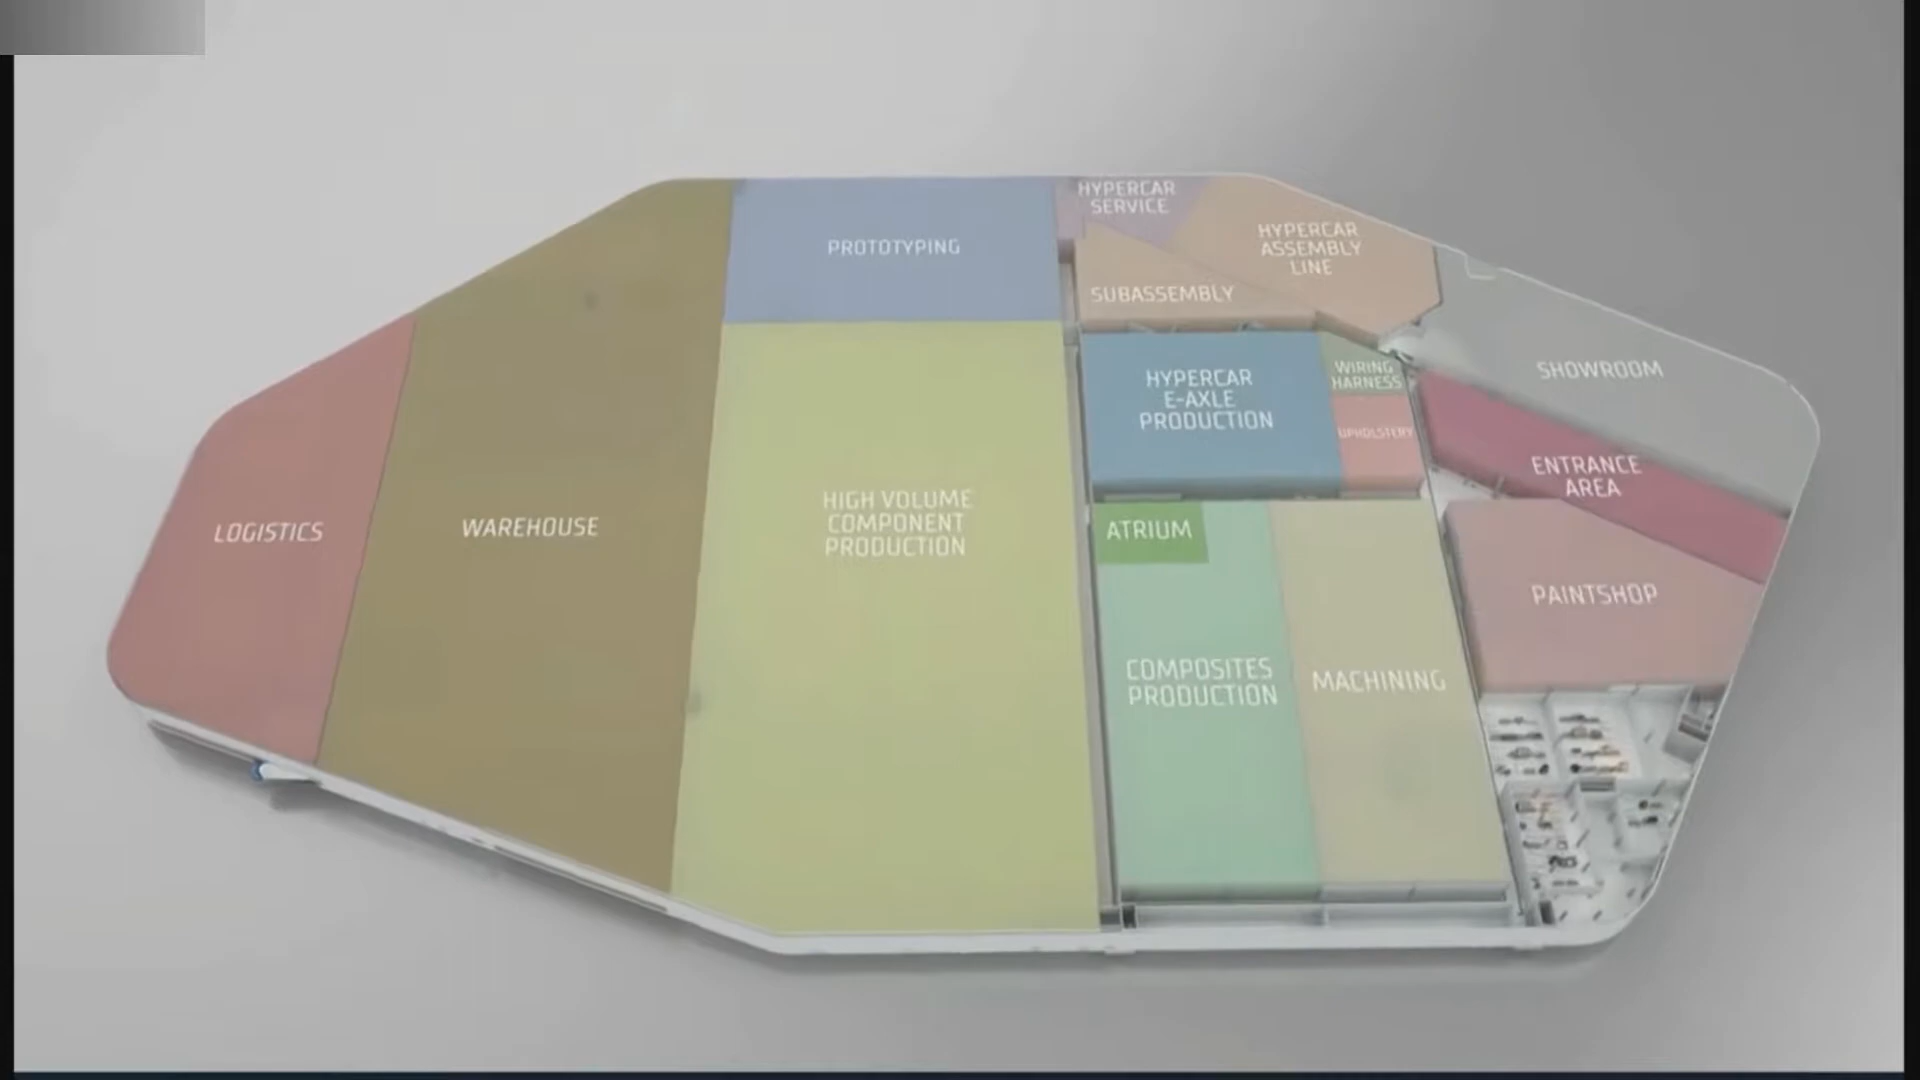 HYPERCAR
SERVICE
HYPERCAR
ASSEMBLY
LINE
PROTOTYPING
SUBASSEMBLY
SHOWROOM
HYPERCAR
E-AXLE
PRODUCTION
WIRING
HARNESS
UPHOLSTERY
ENTRANCE
AREA
LOGISTICS
WAREHOUSE
HIGH VOLUME
COMPONENT
PRODUCTION
ATRIUM
PAINTSHOP
COMPOSITES
PRODUCTION
MACHINING